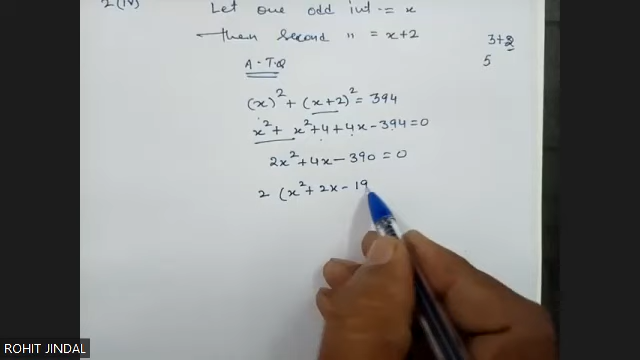 2(iv) Let one odd int. = x
then second " = x+2
3+2
5
A.T.Q
(x)² + (x+2)² = 394
x² + x² + 4 + 4x - 394 = 0
2x² + 4x - 390 = 0
2 (x² + 2x - 19
ROHIT JINDAL